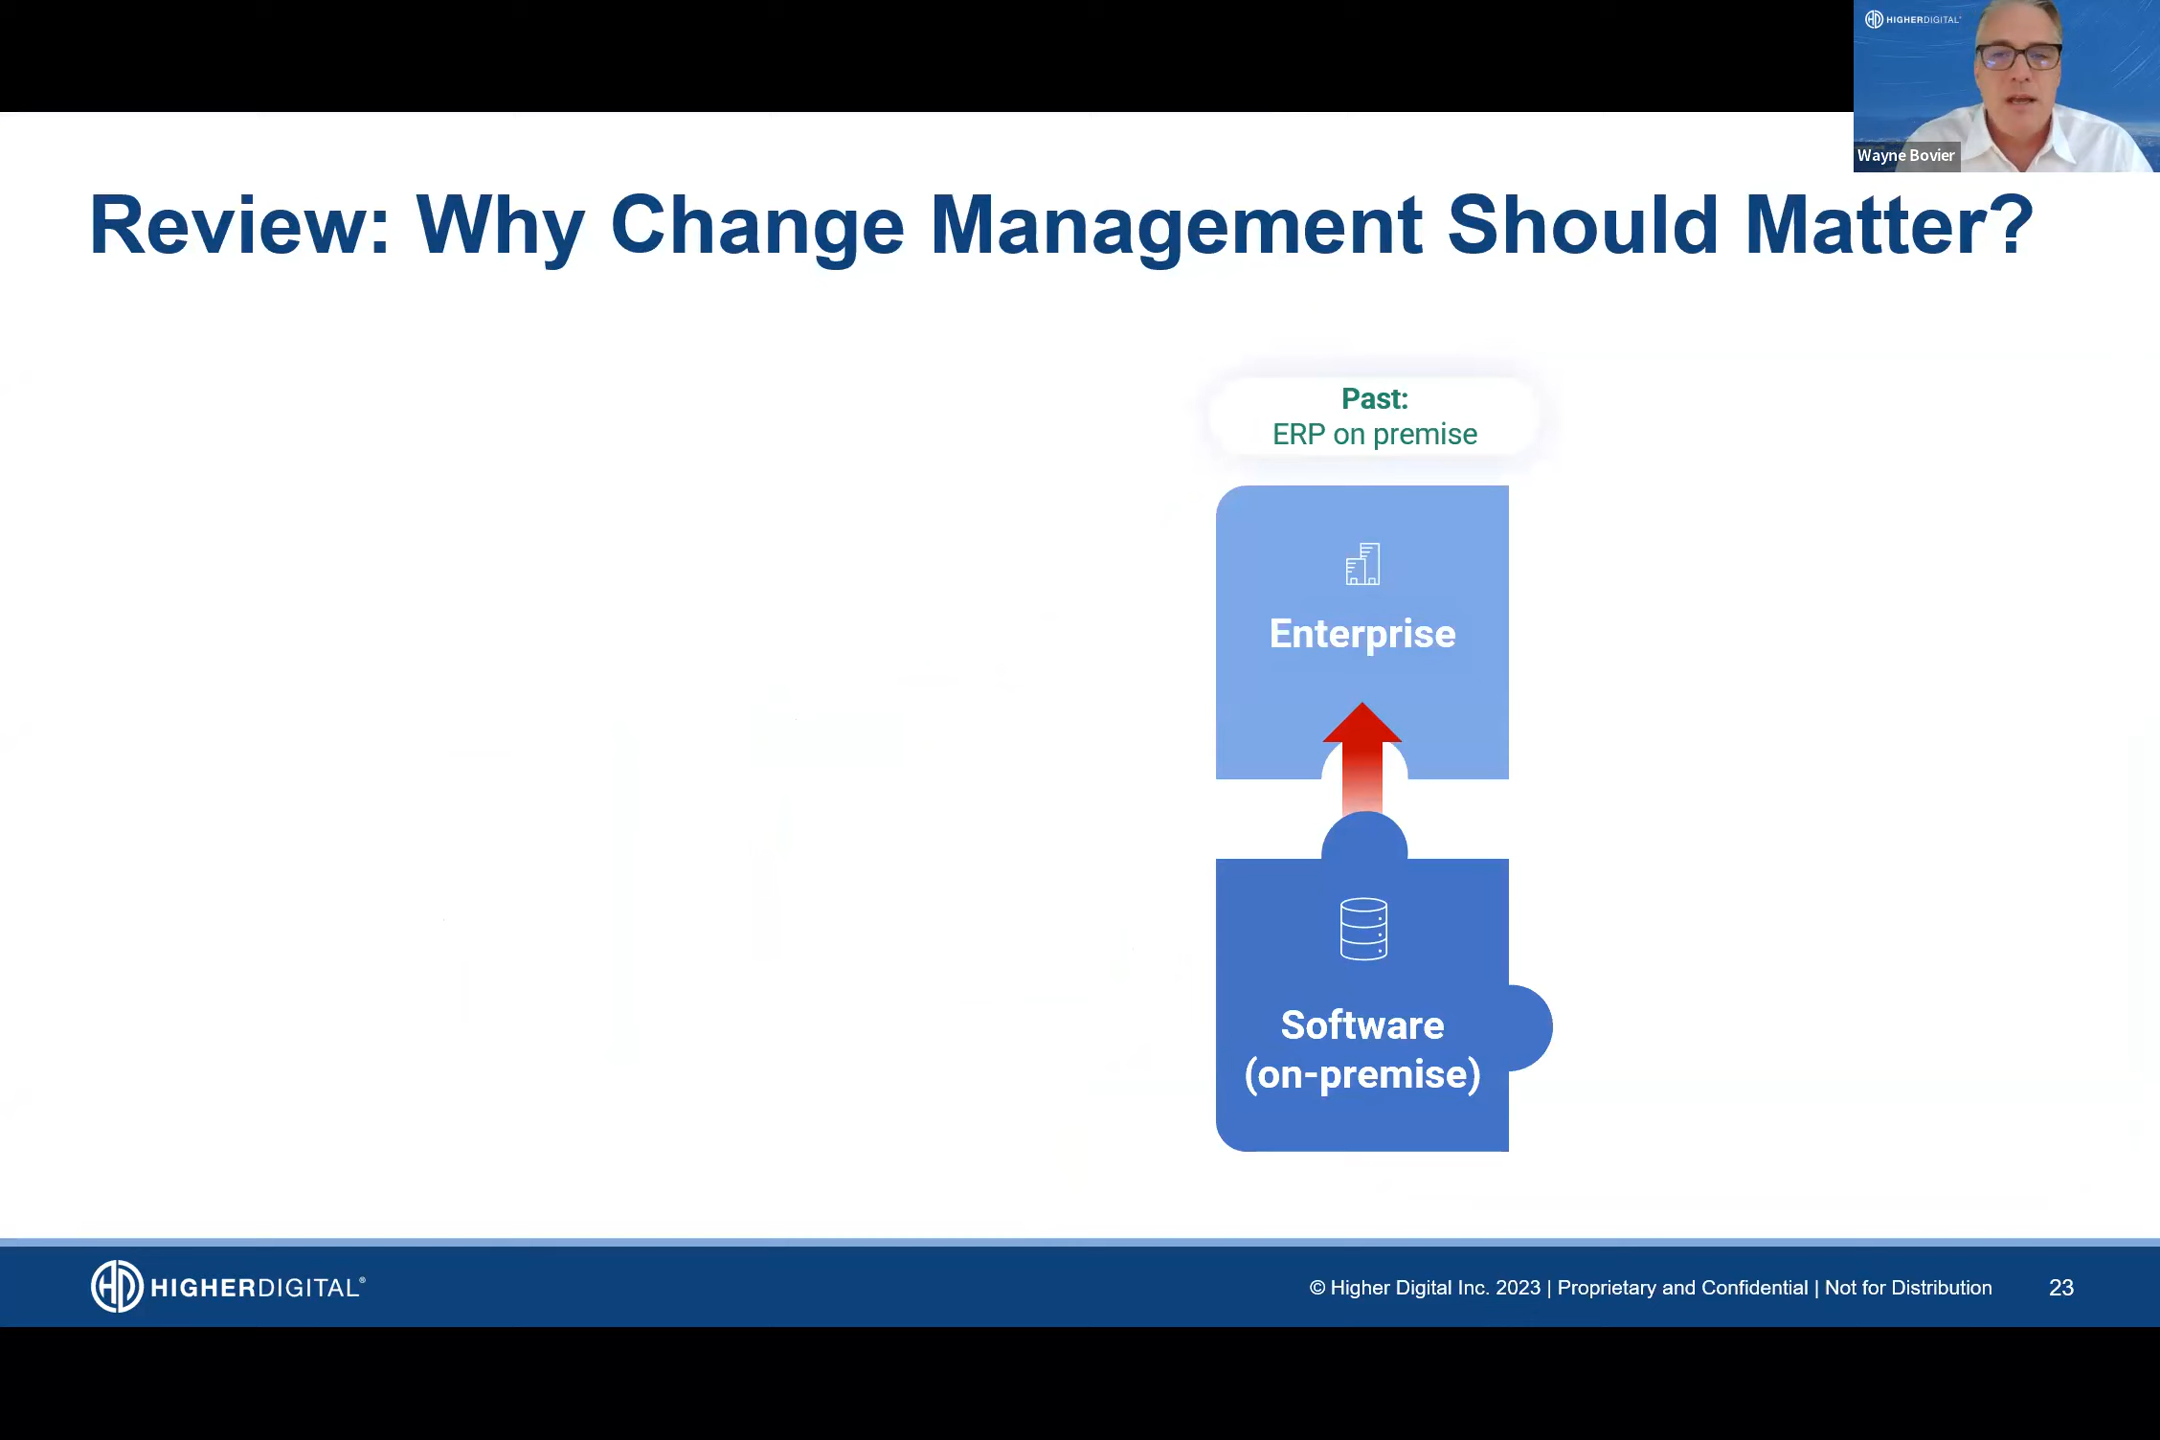 HIGHERDIGITAL
Wayne Bovier
Review: Why Change Management Should Matter?
Past:
ERP on premise
Enterprise
Software
(on-premise)
HD HIGHERDIGITAL®
© Higher Digital Inc. 2023 | Proprietary and Confidential | Not for Distribution 23